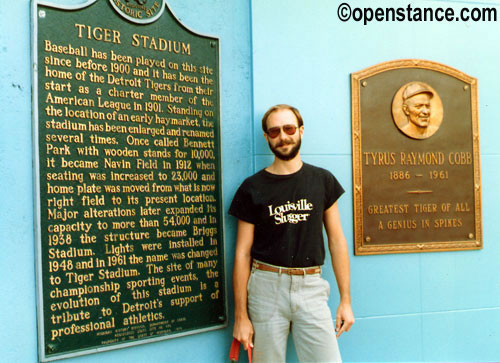 ©openstance.com
HISTORIC SITE
TIGER STADIUM
Baseball has been played on this site
since before 1900 and it has been the
home of the Detroit Tigers from their
start as a charter member of the
American League in 1901. Standing on
the location of an early hay market, the
stadium has been enlarged and renamed
several times. Once called Bennett
Park with wooden stands for 10,000,
it became Navin Field in 1912 when
seating was increased to 23,000 and
home plate was moved from what is now
right field to its present location.
Major alterations later expanded its
capacity to more than 54,000 and in
1938 the structure became Briggs
Stadium. Lights were installed in
1948 and in 1961 the name was changed
to Tiger Stadium. The site of many
championship sporting events, the
evolution of this stadium is a
tribute to Detroit's support of
professional athletics.
Louisville
Slugger
TYRUS RAYMOND COBB
1886 - 1961
GREATEST TIGER OF ALL
A GENIUS IN SPIKES